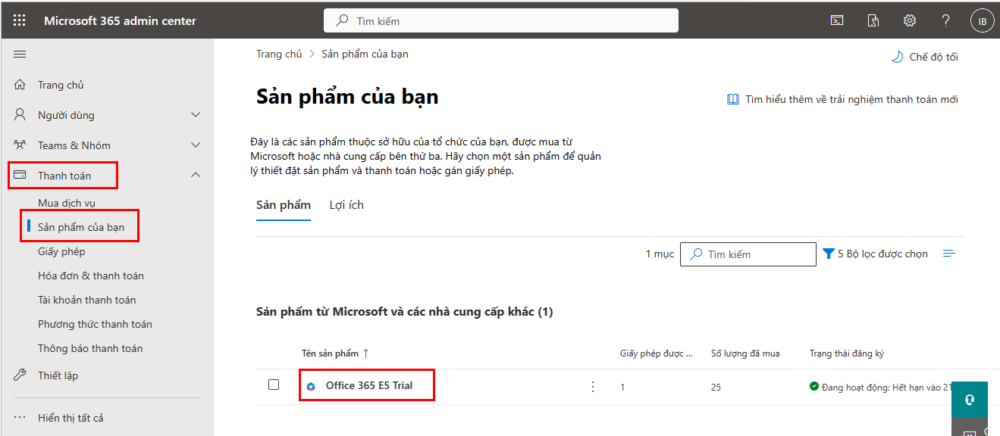 Microsoft 365 admin center
Tìm kiếm
IB
Trang chủ
Người dùng
Teams & Nhóm
Thanh toán
Mua dịch vụ
Sản phẩm của bạn
Giấy phép
Hóa đơn & thanh toán
Tài khoản thanh toán
Phương thức thanh toán
Thông báo thanh toán
Thiết lập
Hiển thị tất cả
Trang chủ > Sản phẩm của bạn
Chế độ tối
Sản phẩm của bạn
Tìm hiểu thêm về trải nghiệm thanh toán mới
Đây là các sản phẩm thuộc sở hữu của tổ chức của bạn, được mua từ
Microsoft hoặc nhà cung cấp bên thứ ba. Hãy chọn một sản phẩm để quản
lý thiết đặt sản phẩm và thanh toán hoặc gán giấy phép.
Sản phẩm Lợi ích
1 mục Tìm kiếm 5 Bộ lọc được chọn
Sản phẩm từ Microsoft và các nhà cung cấp khác (1)
Tên sản phẩm ↑ Giấy phép được ... Số lượng đã mua Trạng thái đăng ký
Office 365 E5 Trial 1 25 Đang hoạt động: Hết hạn vào